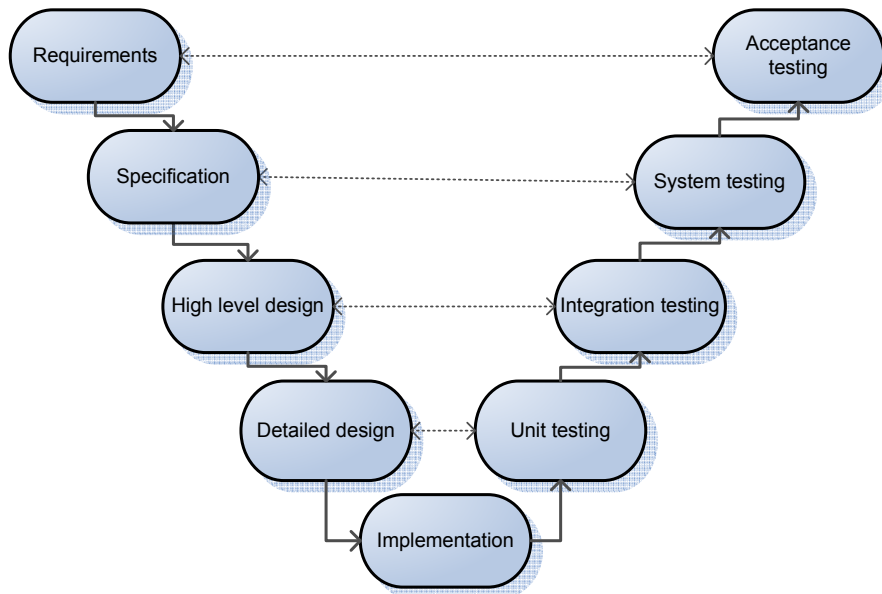 Requirements
Acceptance
testing
Specification
System testing
High level design
Integration testing
Detailed design
Unit testing
Implementation